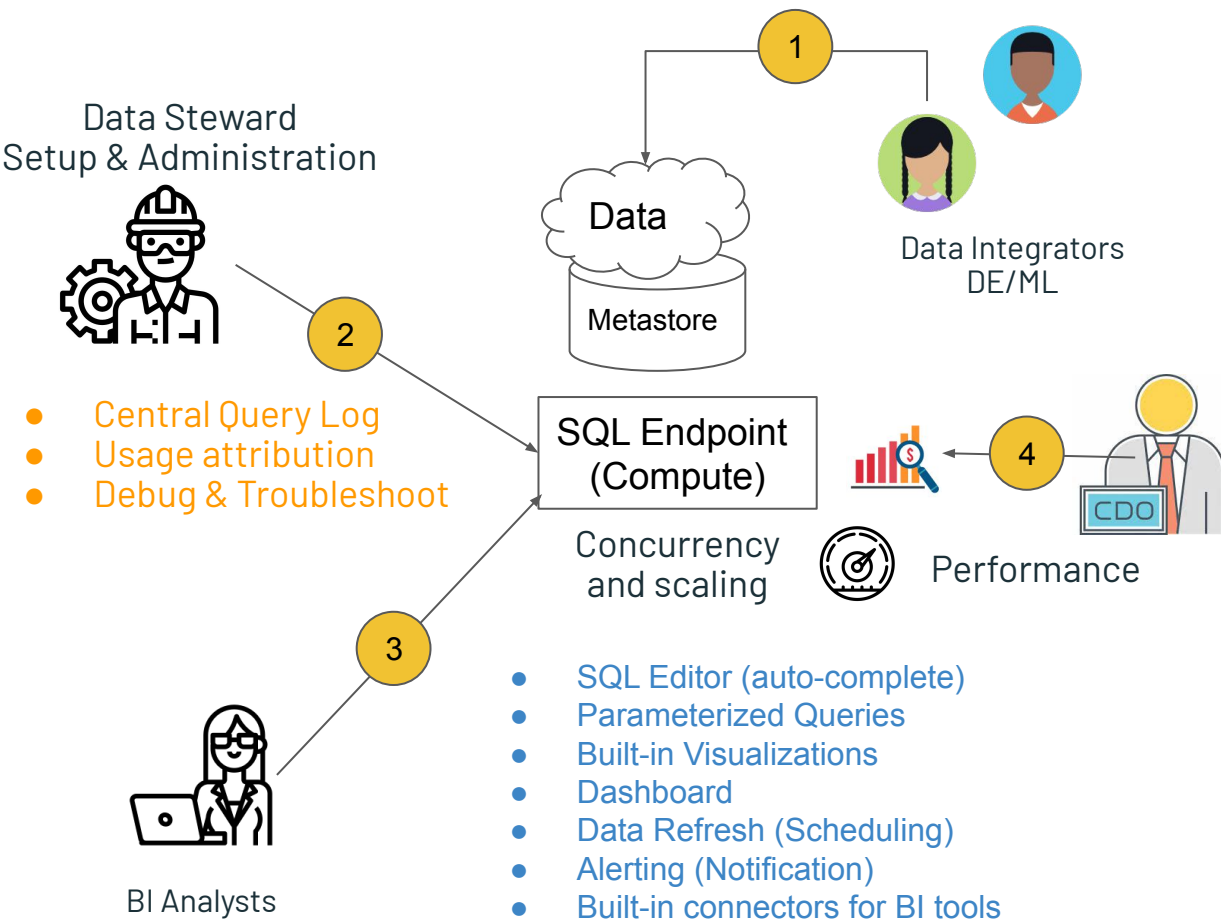 1
Data Steward
Setup & Administration
Data
Metastore
Data Integrators
DE/ML
2
● Central Query Log
● Usage attribution
● Debug & Troubleshoot
SQL Endpoint
(Compute)
$
4
CDO
Concurrency
and scaling
Performance
3
● SQL Editor (auto-complete)
● Parameterized Queries
● Built-in Visualizations
● Dashboard
● Data Refresh (Scheduling)
● Alerting (Notification)
● Built-in connectors for BI tools
BI Analysts